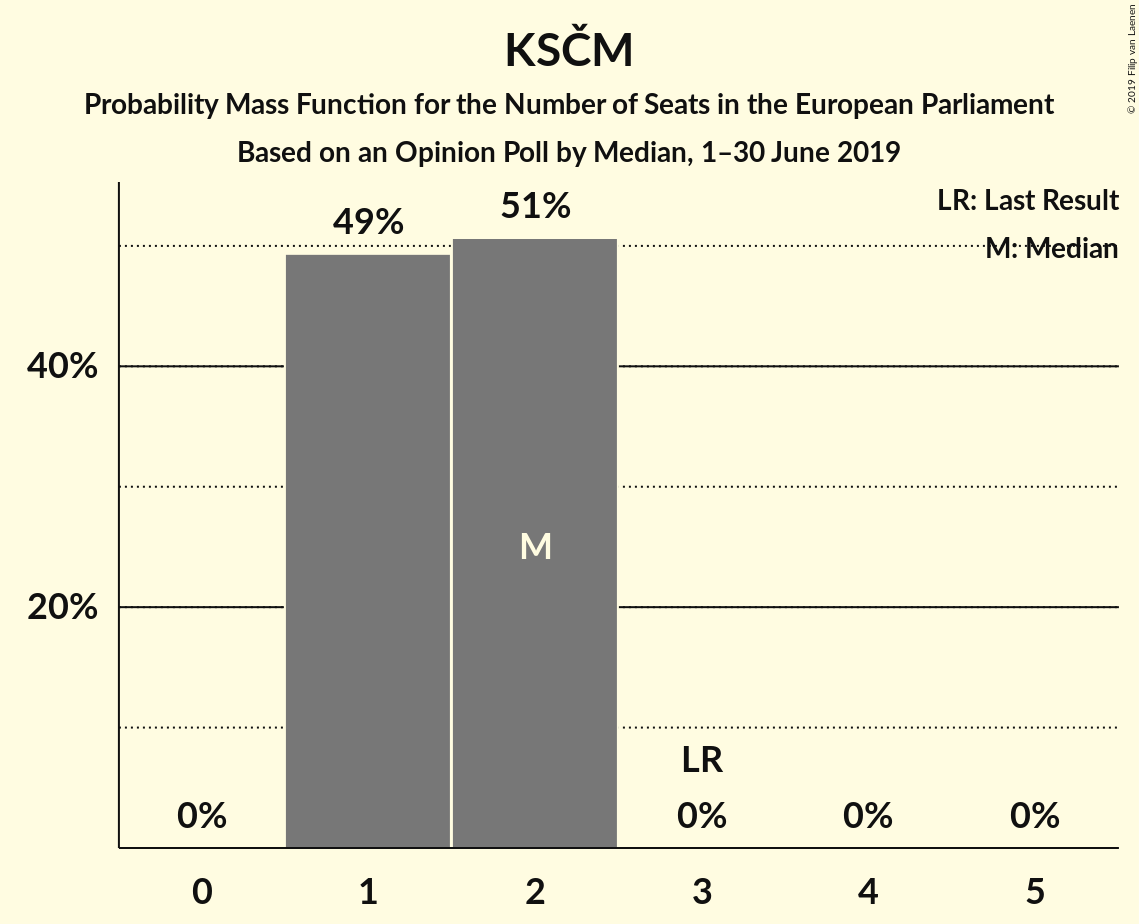 KSČM
Probability Mass Function for the Number of Seats in the European Parliament
Based on an Opinion Poll by Median, 1–30 June 2019
© 2019 Filip van Laenen
LR: Last Result
M: Median
49%
51%
40%
20%
M
LR
0%
0%
0%
0%
0
1
2
3
4
5